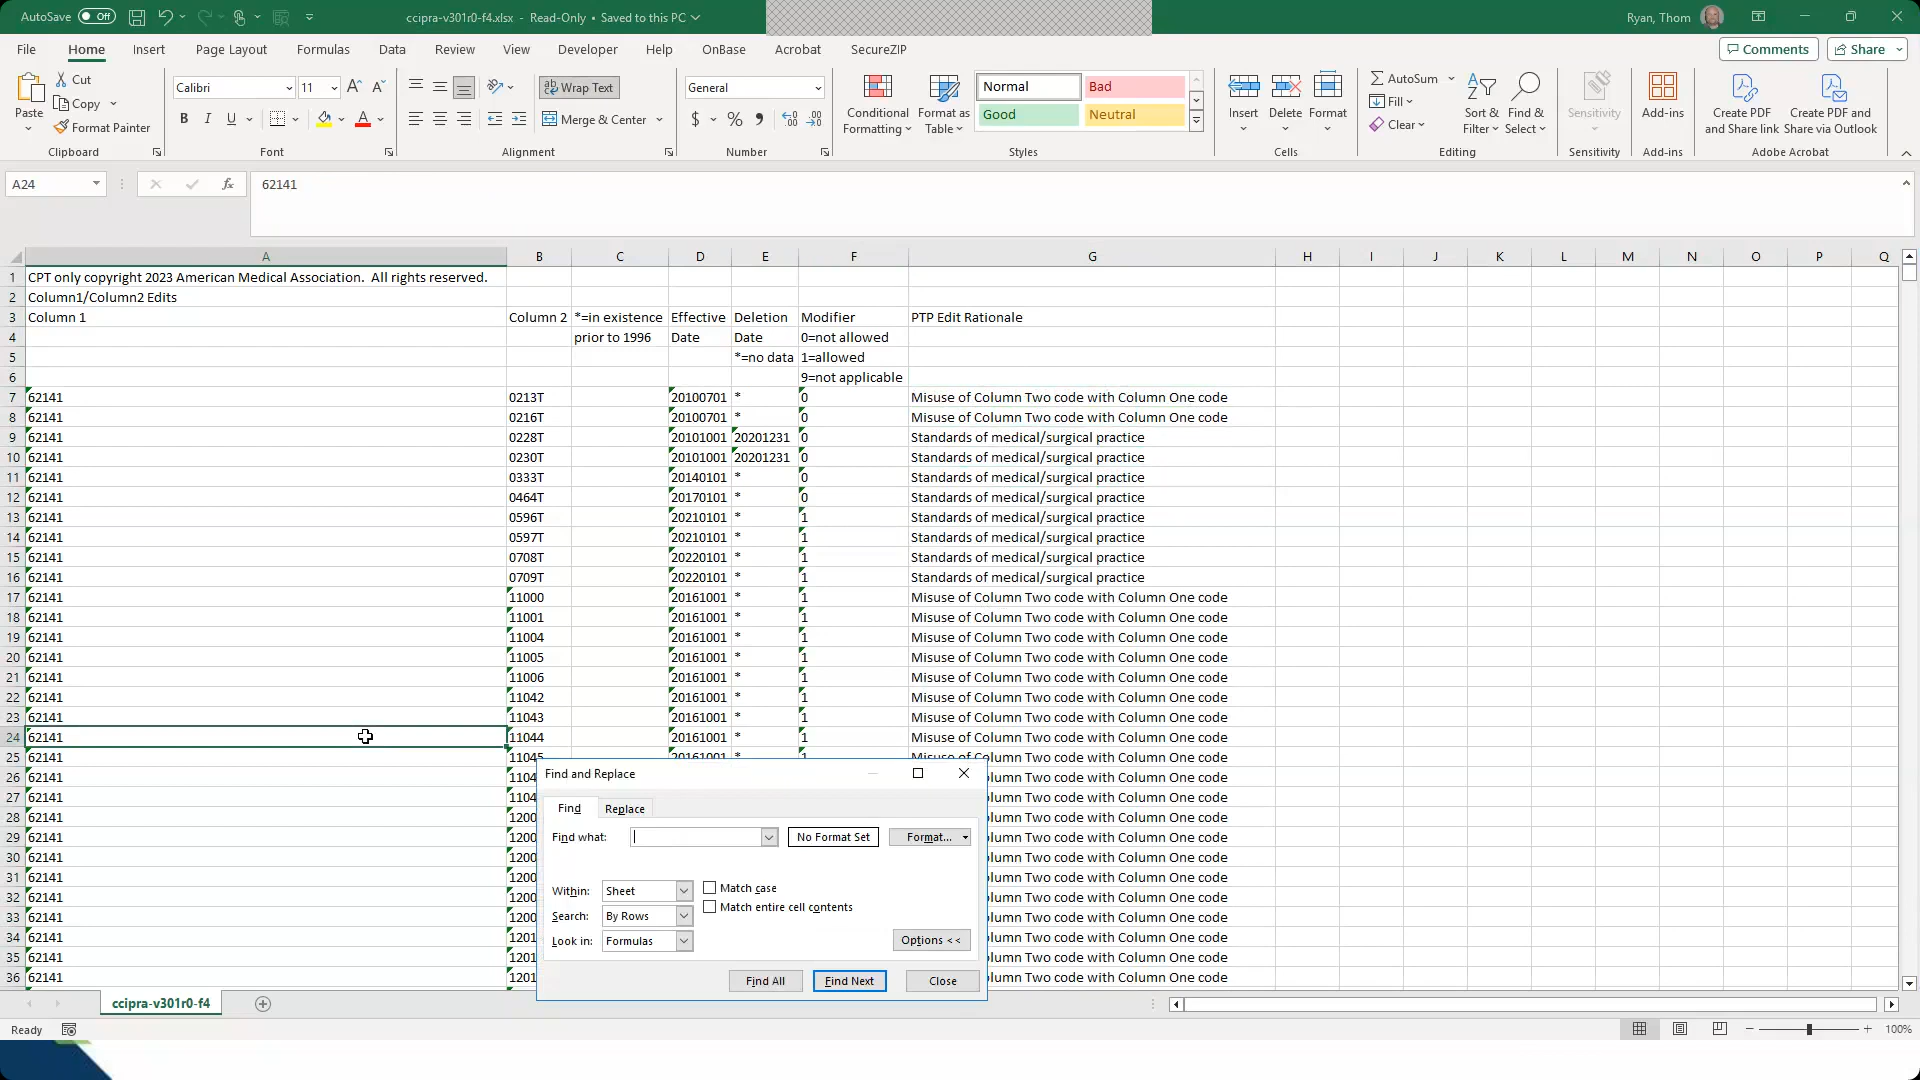 AutoSave Off ccipra-v301r0-f4.xlsx - Read-Only • Saved to this PC Ryan, Thom
File Home Insert Page Layout Formulas Data Review View Developer Help OnBase Acrobat SecureZIP Comments Share
Paste Cut Copy Format Painter Clipboard
Calibri 11 B I U A A Font
Wrap Text Merge & Center Alignment
General $ % Number
Conditional Formatting Format as Table Normal Bad Good Neutral Styles
Insert Delete Format Cells
AutoSum Fill Clear Sort & Filter Find & Select Editing
Sensitivity Sensitivity
Add-ins Add-ins
Create PDF and Share link Create PDF and Share via Outlook Adobe Acrobat
A24 fx 62141
A B C D E F G H I J K L M N O P Q
1 CPT only copyright 2023 American Medical Association. All rights reserved.
2 Column1/Column2 Edits
3 Column 1 Column 2 *=in existence Effective Deletion Modifier PTP Edit Rationale
4 prior to 1996 Date Date 0=not allowed
5 *=no data 1=allowed
6 9=not applicable
7 62141 0213T 20100701 * 0 Misuse of Column Two code with Column One code
8 62141 0216T 20100701 * 0 Misuse of Column Two code with Column One code
9 62141 0228T 20101001 20201231 0 Standards of medical/surgical practice
10 62141 0230T 20101001 20201231 0 Standards of medical/surgical practice
11 62141 0333T 20140101 * 0 Standards of medical/surgical practice
12 62141 0464T 20170101 * 0 Standards of medical/surgical practice
13 62141 0596T 20210101 * 1 Standards of medical/surgical practice
14 62141 0597T 20210101 * 1 Standards of medical/surgical practice
15 62141 0708T 20220101 * 1 Standards of medical/surgical practice
16 62141 0709T 20220101 * 1 Standards of medical/surgical practice
17 62141 11000 20161001 * 1 Misuse of Column Two code with Column One code
18 62141 11001 20161001 * 1 Misuse of Column Two code with Column One code
19 62141 11004 20161001 * 1 Misuse of Column Two code with Column One code
20 62141 11005 20161001 * 1 Misuse of Column Two code with Column One code
21 62141 11006 20161001 * 1 Misuse of Column Two code with Column One code
22 62141 11042 20161001 * 1 Misuse of Column Two code with Column One code
23 62141 11043 20161001 * 1 Misuse of Column Two code with Column One code
24 62141 11044 20161001 * 1 Misuse of Column Two code with Column One code
25 62141 11045 20161001 * 1 Misuse of Column Two code with Column One code
26 62141 1104 olumn Two code with Column One code
27 62141 1104 olumn Two code with Column One code
28 62141 1200 olumn Two code with Column One code
29 62141 1200 olumn Two code with Column One code
30 62141 1200 olumn Two code with Column One code
31 62141 1200 olumn Two code with Column One code
32 62141 1200 olumn Two code with Column One code
33 62141 1200 olumn Two code with Column One code
34 62141 1201 olumn Two code with Column One code
35 62141 1201 olumn Two code with Column One code
36 62141 1201 olumn Two code with Column One code
Find and Replace
Find Replace
Find what: No Format Set Format...
Within: Sheet Match case
Search: By Rows Match entire cell contents
Look in: Formulas Options <<
Find All Find Next Close
ccipra-v301r0-f4
Ready 100%